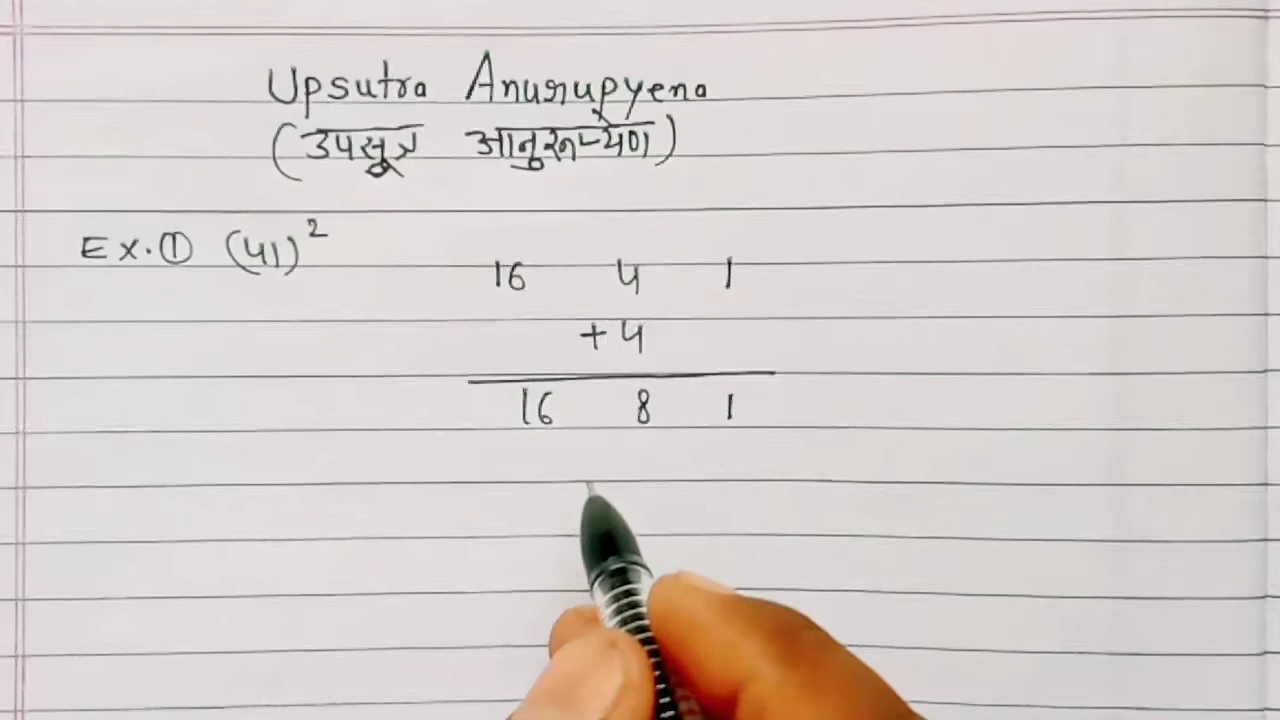 Upsutra Anurupyena
(उपसूत्र आनुरूप्येण)
Ex. ① (41)²
16 4 1
+ 4
16 8 1